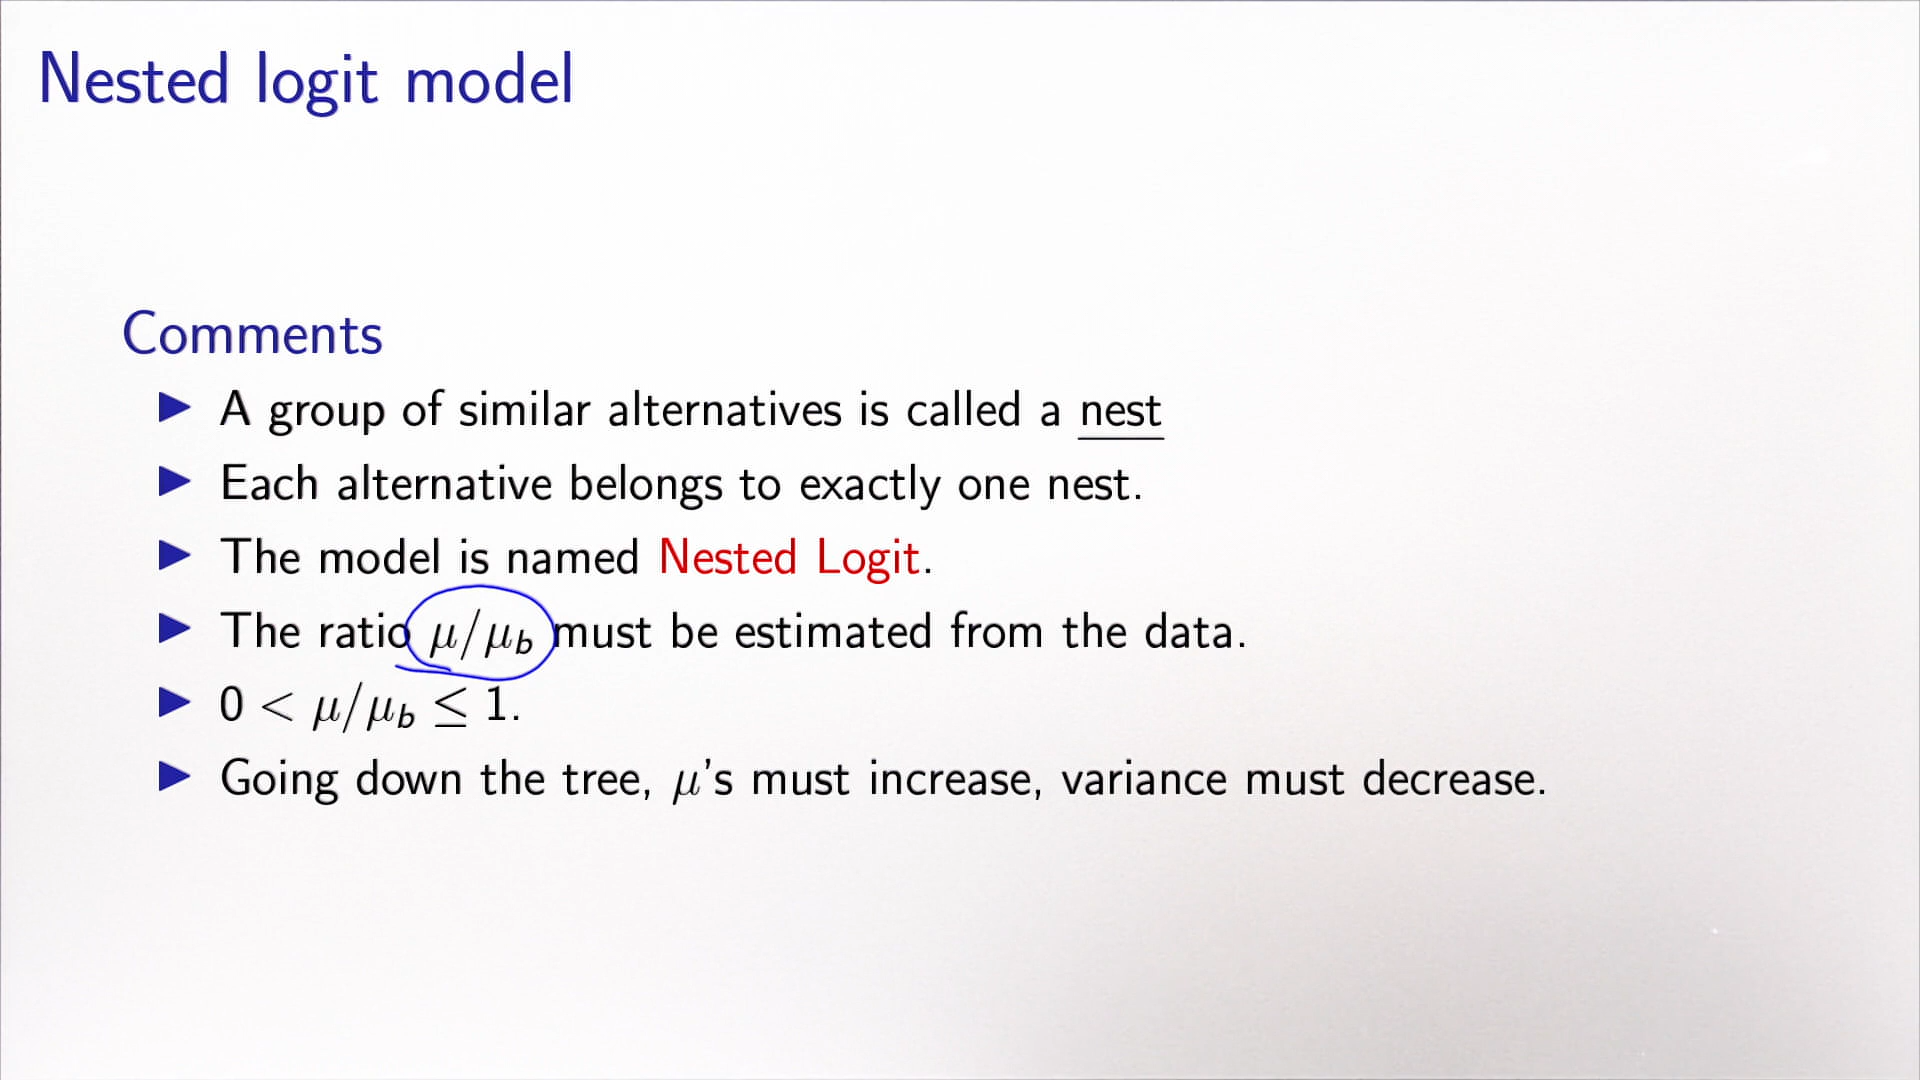 Nested logit model
Comments
▶ A group of similar alternatives is called a nest
▶ Each alternative belongs to exactly one nest.
▶ The model is named Nested Logit.
▶ The ratio μ/μ_b must be estimated from the data.
▶ 0 < μ/μ_b ≤ 1.
▶ Going down the tree, μ's must increase, variance must decrease.